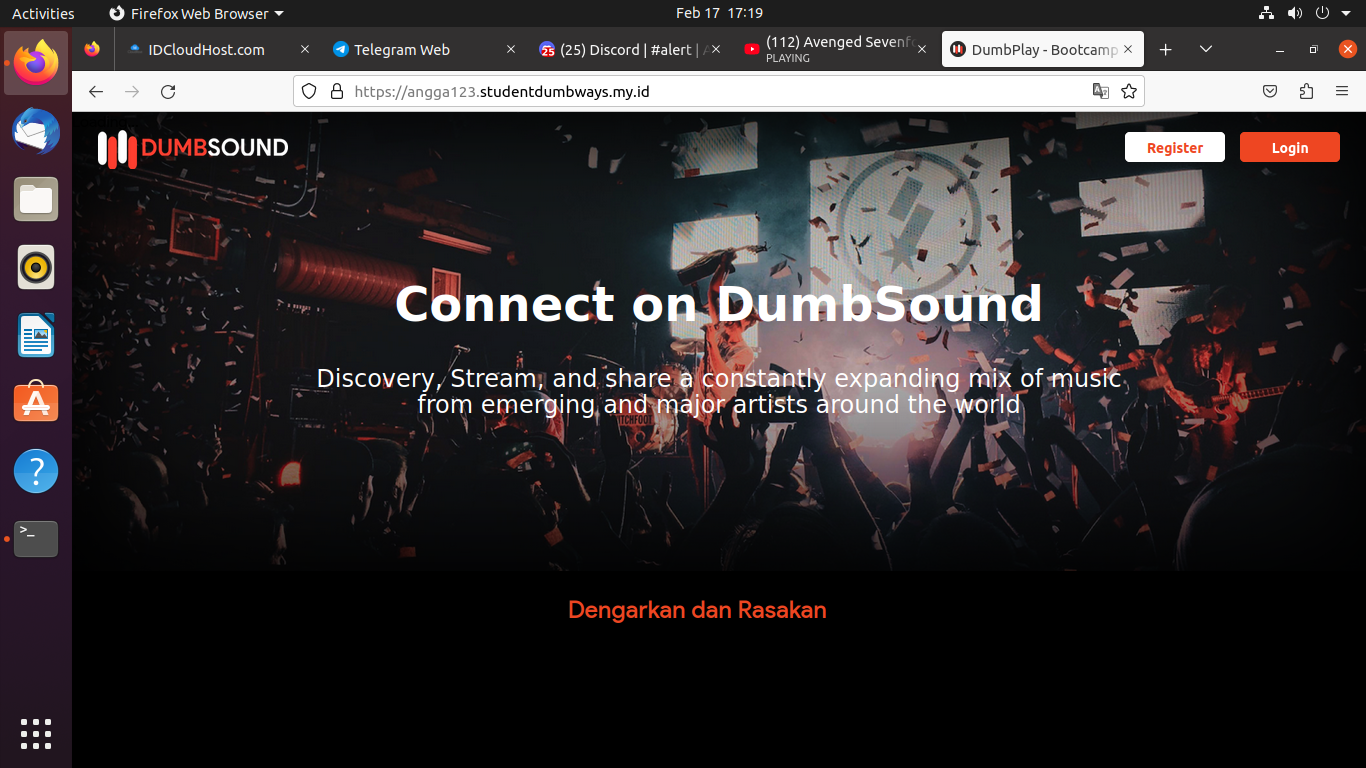 Activities
Firefox Web Browser
Feb 17 17:19
IDCloudHost.com
Telegram Web
25
(25) Discord | #alert |
(112) Avenged Sevenf
PLAYING
DumbPlay - Bootcamp
https://angga123.studentdumbways.my.id
DUMBSOUND
Register
Login
Connect on DumbSound
Discovery, Stream, and share a constantly expanding mix of music
from emerging and major artists around the world
Dengarkan dan Rasakan